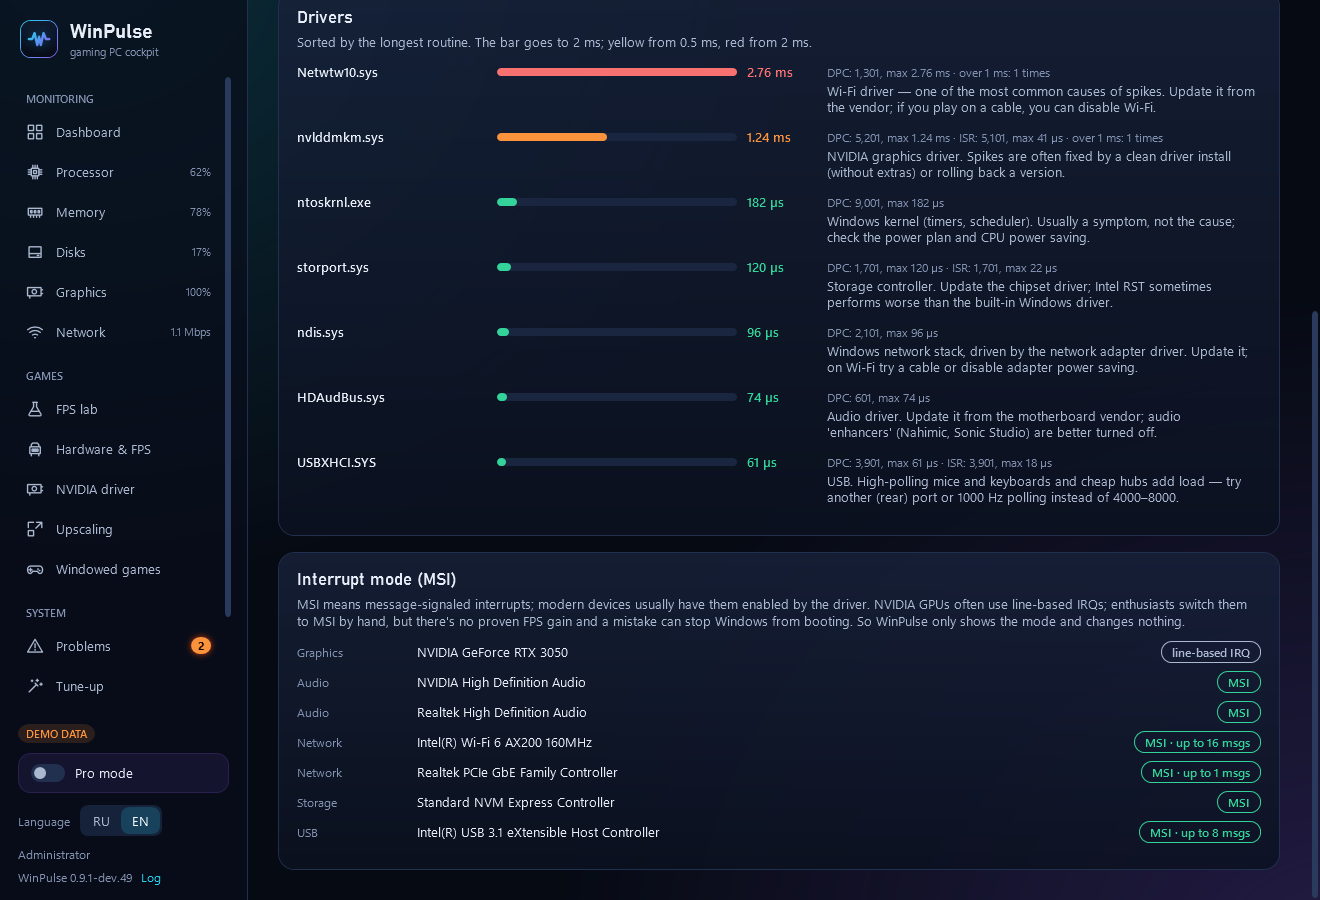 WinPulse
gaming PC cockpit
MONITORING
Dashboard
Processor 62%
Memory 78%
Disks 17%
Graphics 100%
Network 1.1 Mbps
GAMES
FPS lab
Hardware & FPS
NVIDIA driver
Upscaling
Windowed games
SYSTEM
Problems 2
Tune-up
DEMO DATA
Pro mode
Language RU EN
Administrator
WinPulse 0.9.1-dev.49 Log
Drivers
Sorted by the longest routine. The bar goes to 2 ms; yellow from 0.5 ms, red from 2 ms.
Netwtw10.sys 2.76 ms DPC: 1,301, max 2.76 ms · over 1 ms: 1 times
Wi-Fi driver — one of the most common causes of spikes. Update it from
the vendor; if you play on a cable, you can disable Wi-Fi.
nvlddmkm.sys 1.24 ms DPC: 5,201, max 1.24 ms · ISR: 5,101, max 41 µs · over 1 ms: 1 times
NVIDIA graphics driver. Spikes are often fixed by a clean driver install
(without extras) or rolling back a version.
ntoskrnl.exe 182 µs DPC: 9,001, max 182 µs
Windows kernel (timers, scheduler). Usually a symptom, not the cause;
check the power plan and CPU power saving.
storport.sys 120 µs DPC: 1,701, max 120 µs · ISR: 1,701, max 22 µs
Storage controller. Update the chipset driver; Intel RST sometimes
performs worse than the built-in Windows driver.
ndis.sys 96 µs DPC: 2,101, max 96 µs
Windows network stack, driven by the network adapter driver. Update it;
on Wi-Fi try a cable or disable adapter power saving.
HDAudBus.sys 74 µs DPC: 601, max 74 µs
Audio driver. Update it from the motherboard vendor; audio
'enhancers' (Nahimic, Sonic Studio) are better turned off.
USBXHCI.SYS 61 µs DPC: 3,901, max 61 µs · ISR: 3,901, max 18 µs
USB. High-polling mice and keyboards and cheap hubs add load — try
another (rear) port or 1000 Hz polling instead of 4000–8000.
Interrupt mode (MSI)
MSI means message-signaled interrupts; modern devices usually have them enabled by the driver. NVIDIA GPUs often use line-based IRQs; enthusiasts switch them
to MSI by hand, but there's no proven FPS gain and a mistake can stop Windows from booting. So WinPulse only shows the mode and changes nothing.
Graphics NVIDIA GeForce RTX 3050 line-based IRQ
Audio NVIDIA High Definition Audio MSI
Audio Realtek High Definition Audio MSI
Network Intel(R) Wi-Fi 6 AX200 160MHz MSI · up to 16 msgs
Network Realtek PCIe GbE Family Controller MSI · up to 1 msgs
Storage Standard NVM Express Controller MSI
USB Intel(R) USB 3.1 eXtensible Host Controller MSI · up to 8 msgs